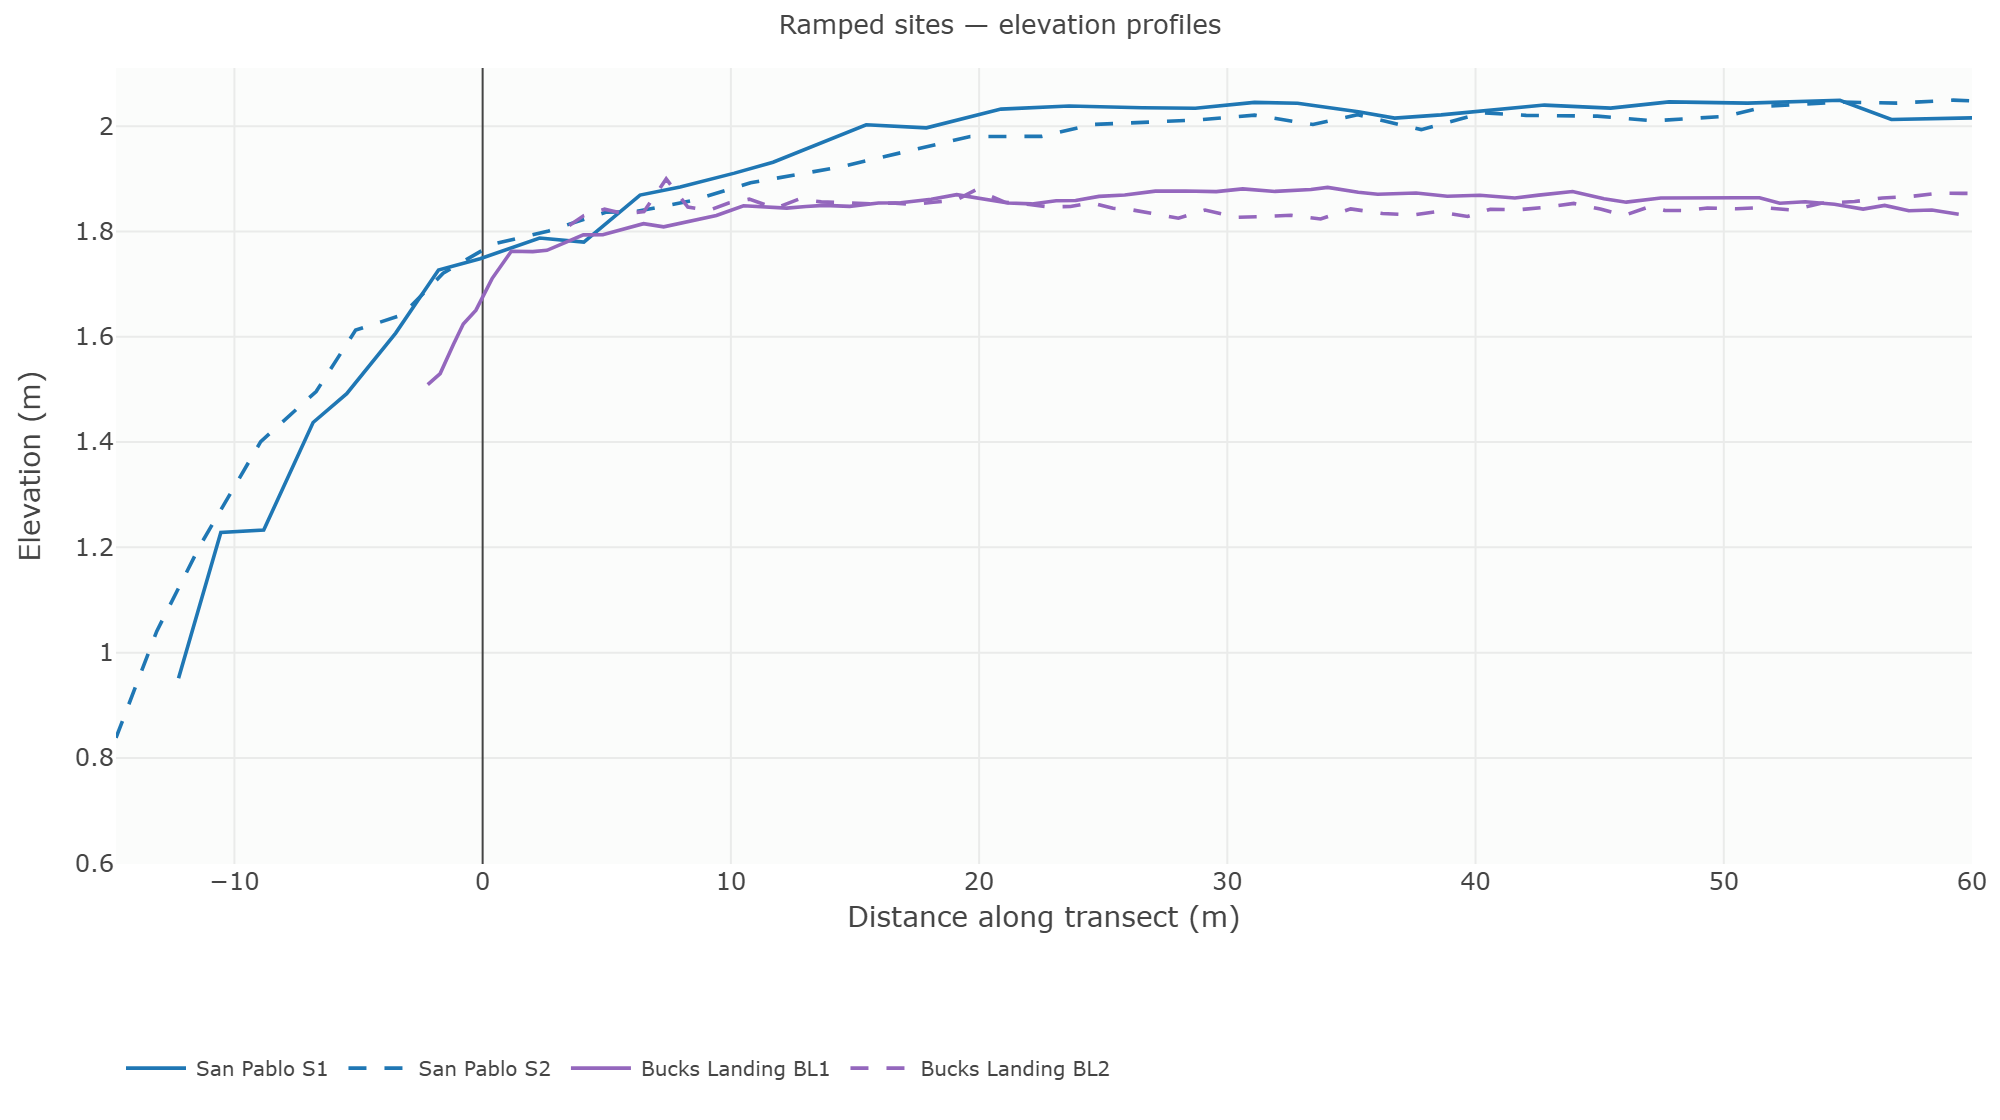 Ramped sites — elevation profiles
Elevation (m)
2
1.8
1.6
1.4
1.2
1
0.8
0.6
−10 0 10 20 30 40 50 60
Distance along transect (m)
San Pablo S1 San Pablo S2 Bucks Landing BL1 Bucks Landing BL2